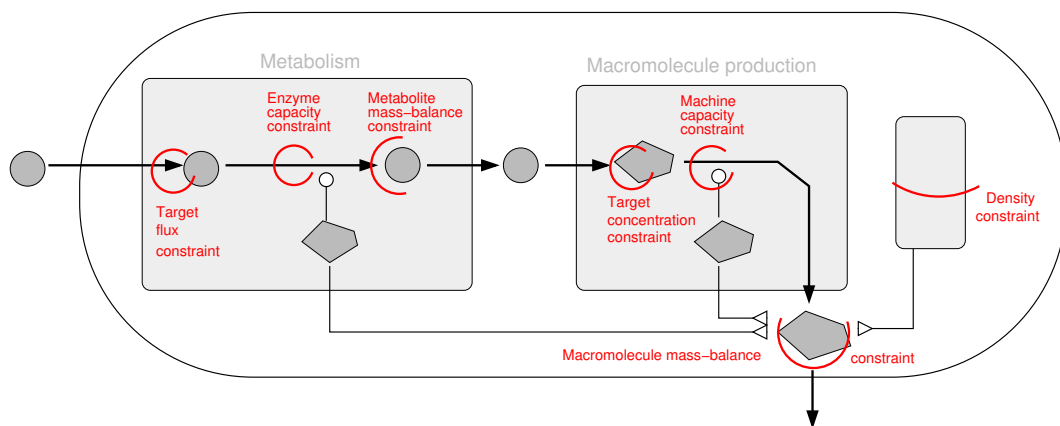 Metabolism
Macromolecule production
Enzyme
capacity
constraint
Metabolite
mass-balance
constraint
Machine
capacity
constraint
Target
flux
constraint
Target
concentration
constraint
Density
constraint
Macromolecule mass-balance constraint